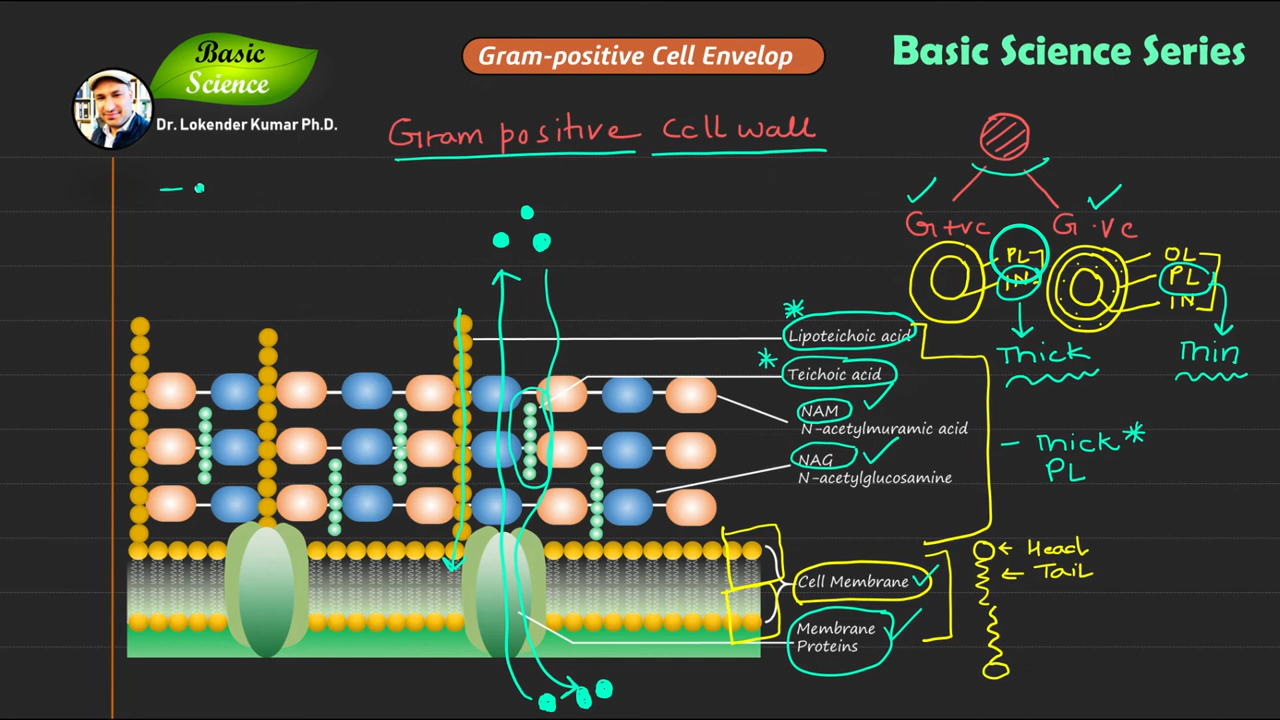 Basic
Science
Dr. Lokender Kumar Ph.D.
Gram-positive Cell Envelop
Basic Science Series
Gram positive Cell wall
G+ve
G-ve
PL
IN
OL
PL
IN
Thick
Thin
Lipoteichoic acid
Teichoic acid
NAM
N-acetylmuramic acid
NAG
N-acetylglucosamine
- Thick
PL
Cell Membrane
Membrane
Proteins
Head
Tail